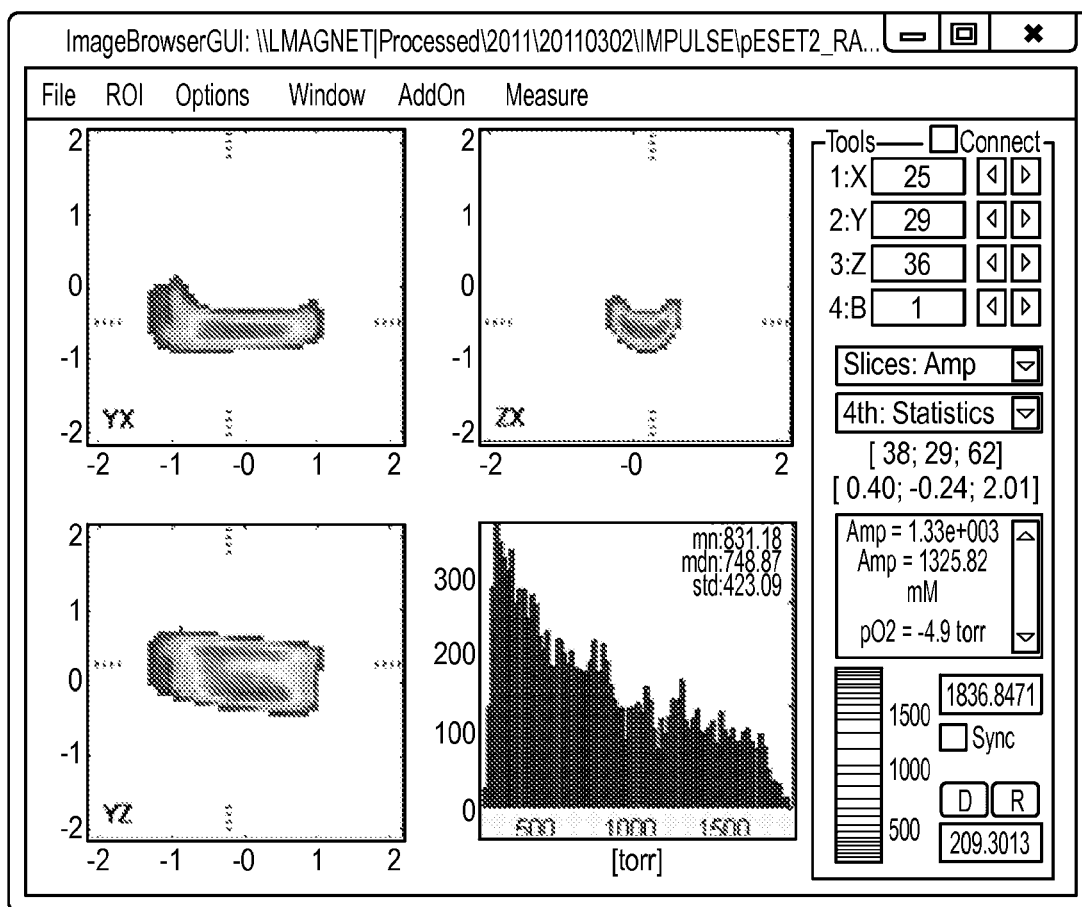 ImageBrowserGUI: \\LMAGNET|Processed\2011\20110302\IMPULSE\pESET2_RA...
File ROI Options Window AddOn Measure
2
1
0
-1
-2
YX
-2 -1 -0 1 2
2
1
0
-1
-2
ZX
-2 -0 2
2
1
0
-1
-2
YZ
-2 -1 -0 1 2
300
200
100
0
mn:831.18
mdn:748.87
std:423.09
500 1000 1500
[torr]
Tools Connect
1:X 25
2:Y 29
3:Z 36
4:B 1
Slices: Amp
4th: Statistics
[ 38; 29; 62]
[ 0.40; -0.24; 2.01]
Amp = 1.33e+003
Amp = 1325.82
mM
pO2 = -4.9 torr
1500
1000
500
1836.8471
Sync
D R
209.3013